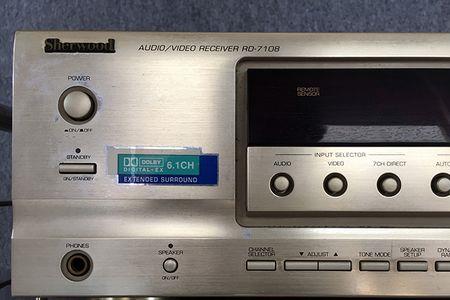 Sherwood
AUDIO/VIDEO RECEIVER RD-7108
POWER
ON/OFF
STANDBY
ON/STANDBY
DOLBY
DIGITAL-EX
6.1CH
EXTENDED SURROUND
REMOTE
SENSOR
INPUT SELECTOR
AUDIO
VIDEO
7CH DIRECT
PHONES
SPEAKER
ON/OFF
CHANNEL
SELECTOR
ADJUST
TONE MODE
SPEAKER
SETUP